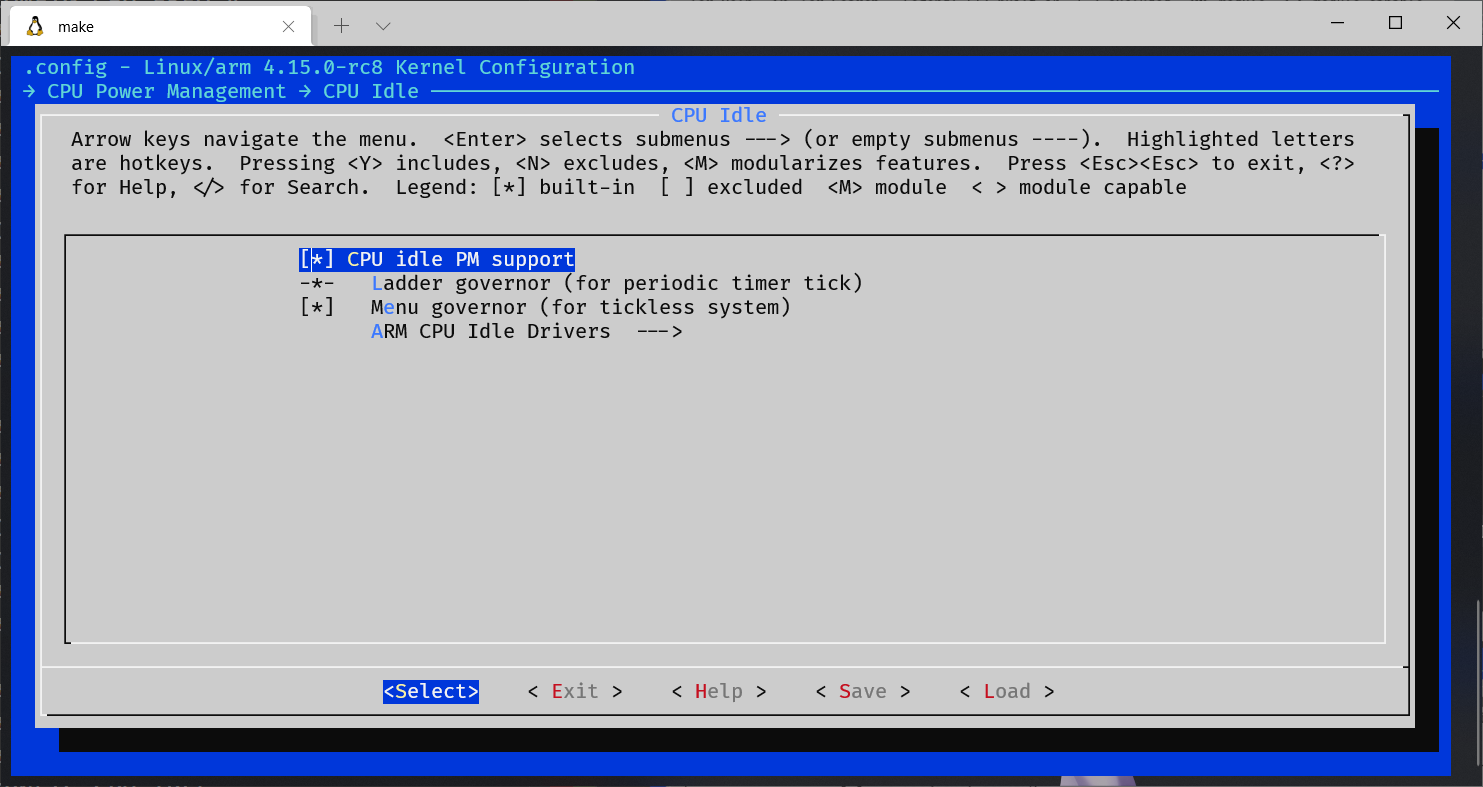 make
.config - Linux/arm 4.15.0-rc8 Kernel Configuration
→ CPU Power Management → CPU Idle
CPU Idle
Arrow keys navigate the menu.  <Enter> selects submenus ---> (or empty submenus ----).  Highlighted letters
are hotkeys.  Pressing <Y> includes, <N> excludes, <M> modularizes features.  Press <Esc><Esc> to exit, <?>
for Help, </> for Search.  Legend: [*] built-in  [ ] excluded  <M> module  < > module capable
[*] CPU idle PM support
-*-   Ladder governor (for periodic timer tick)
[*]   Menu governor (for tickless system)
ARM CPU Idle Drivers  --->
<Select>    < Exit >    < Help >    < Save >    < Load >